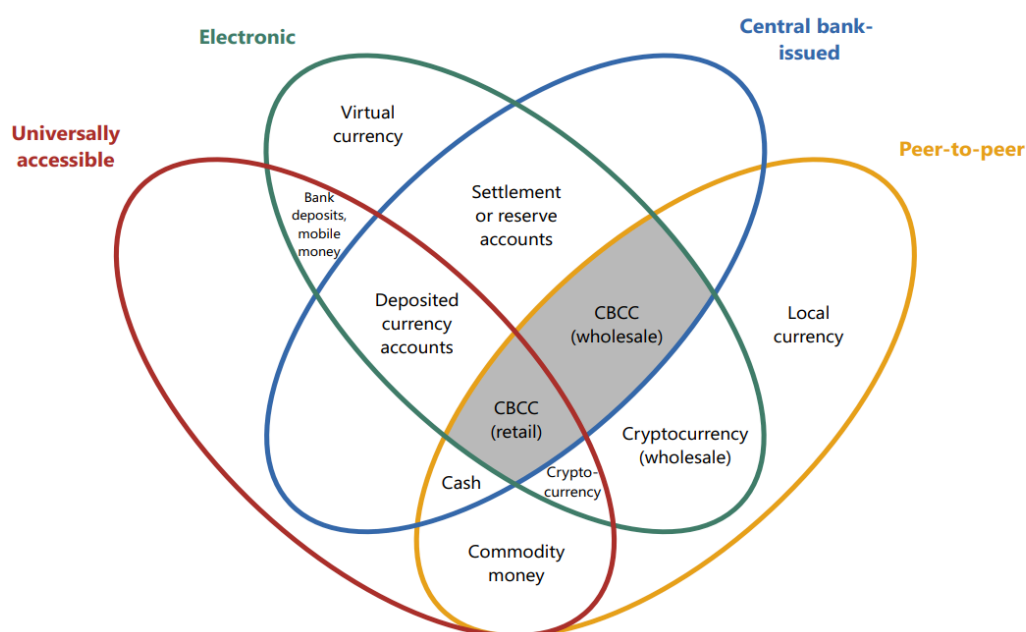 Central bank-
issued
Electronic
Universally
accessible
Peer-to-peer
Virtual
currency
Bank
deposits,
mobile
money
Settlement
or reserve
accounts
Deposited
currency
accounts
CBCC
(wholesale)
Local
currency
CBCC
(retail)
Cryptocurrency
(wholesale)
Cash
Crypto-
currency
Commodity
money